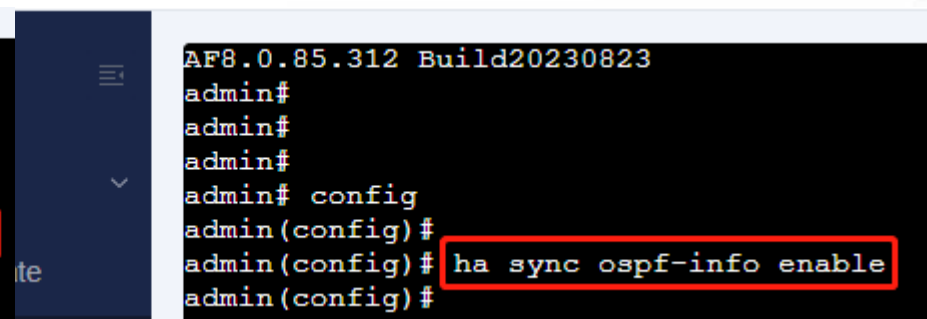 AF8.0.85.312 Build20230823
admin#
admin#
admin#
admin# config
admin(config)#
admin(config)# ha sync ospf-info enable
admin(config)#